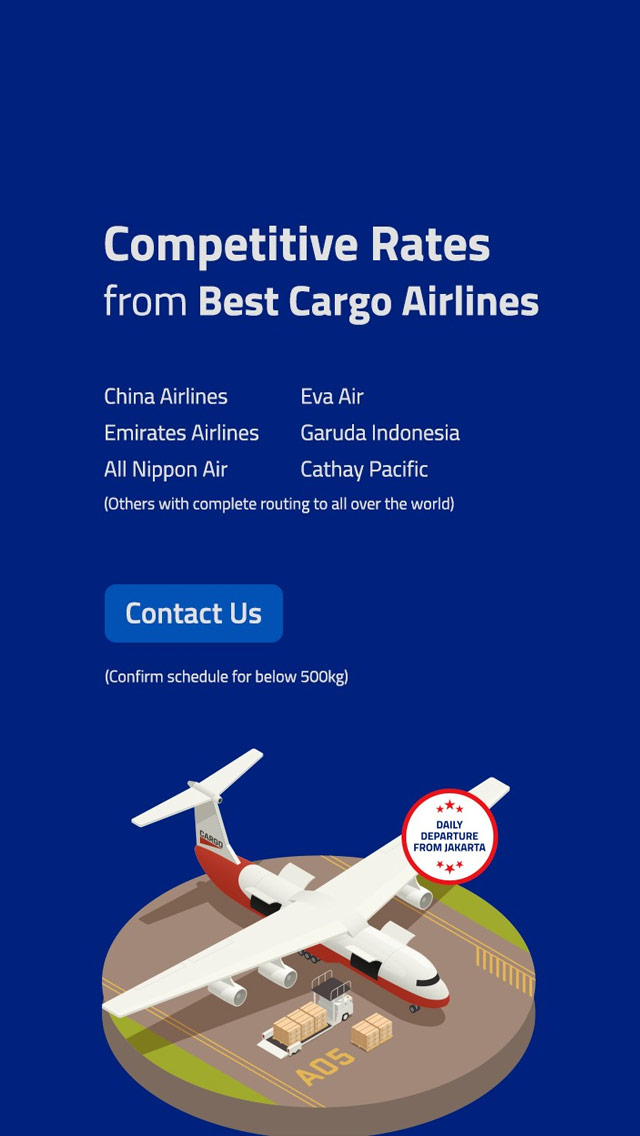 Competitive Rates
from Best Cargo Airlines
China Airlines
Emirates Airlines
All Nippon Air
Eva Air
Garuda Indonesia
Cathay Pacific
(Others with complete routing to all over the world)
Contact Us
(Confirm schedule for below 500kg)
CARGO
DAILY
DEPARTURE
FROM JAKARTA
A05